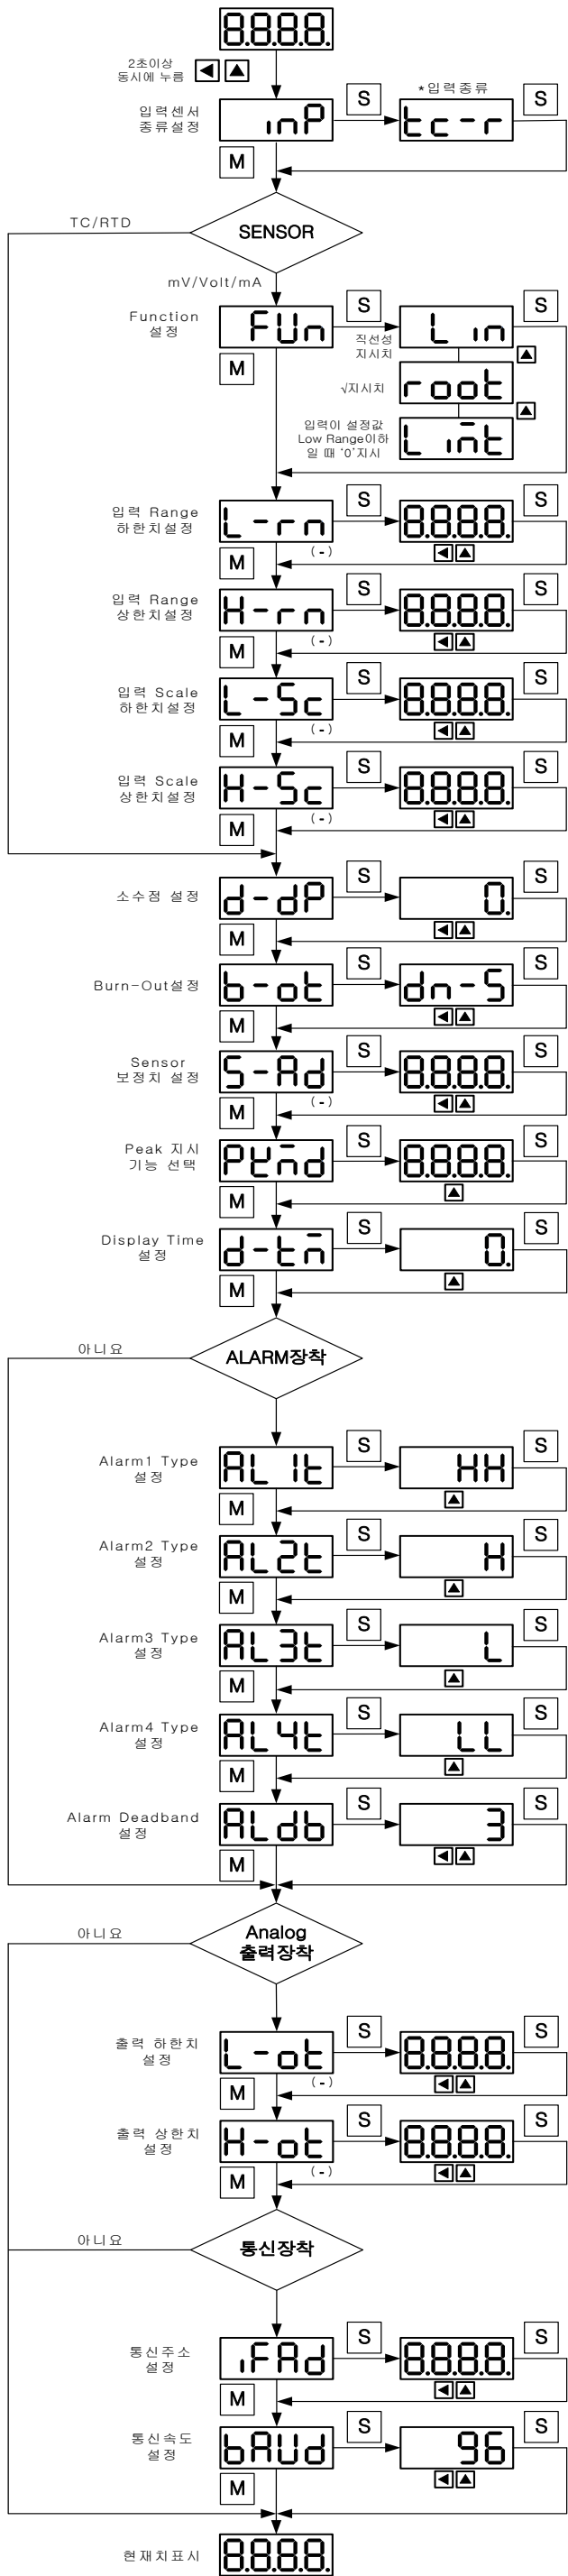 8.8.8.8.
2초이상
동시에 누름 ◀ ▲
*입력종류
입력센서
종류설정
inP S tc-r S
M
TC/RTD
SENSOR
mV/Volt/mA
Function
설정
FUn S Lin S
직선성
지시치
▲
M
√지시치
root
▲
입력이 설정값
Low Range이하
일 때 '0'지시
Limt
입력 Range
하한치설정
L-rn S 8.8.8.8. S
M (-) ◀▲
입력 Range
상한치설정
H-rn S 8.8.8.8. S
M (-) ◀▲
입력 Scale
하한치설정
L-Sc S 8.8.8.8. S
M (-) ◀▲
입력 Scale
상한치설정
H-Sc S 8.8.8.8. S
M (-) ◀▲
소수점 설정
d-dP S 0. S
M ◀▲
Burn-Out설정
b-ot S dn-S S
M ◀▲
Sensor
보정치 설정
S-Ad S 8.8.8.8. S
M (-) ◀▲
Peak 지시
기능 선택
S 8.8.8.8. S
M ▲
Display Time
설정
d-tm S 0. S
M ▲
아니요
ALARM장착
Alarm1 Type
설정
AL1t S HH S
M ▲
Alarm2 Type
설정
AL2t S H S
M ▲
Alarm3 Type
설정
AL3t S L S
M ▲
Alarm4 Type
설정
AL4t S LL S
M ▲
Alarm Deadband
설정
ALdb S 3 S
M ◀▲
아니요
Analog
출력장착
출력 하한치
설정
L-ot S 8.8.8.8. S
M (-) ◀▲
출력 상한치
설정
H-ot S 8.8.8.8. S
M (-) ◀▲
아니요
통신장착
통신주소
설정
iFAd S 8.8.8.8. S
M ◀▲
통신속도
설정
bAUd S 96 S
M ◀▲
현재치표시
8.8.8.8.